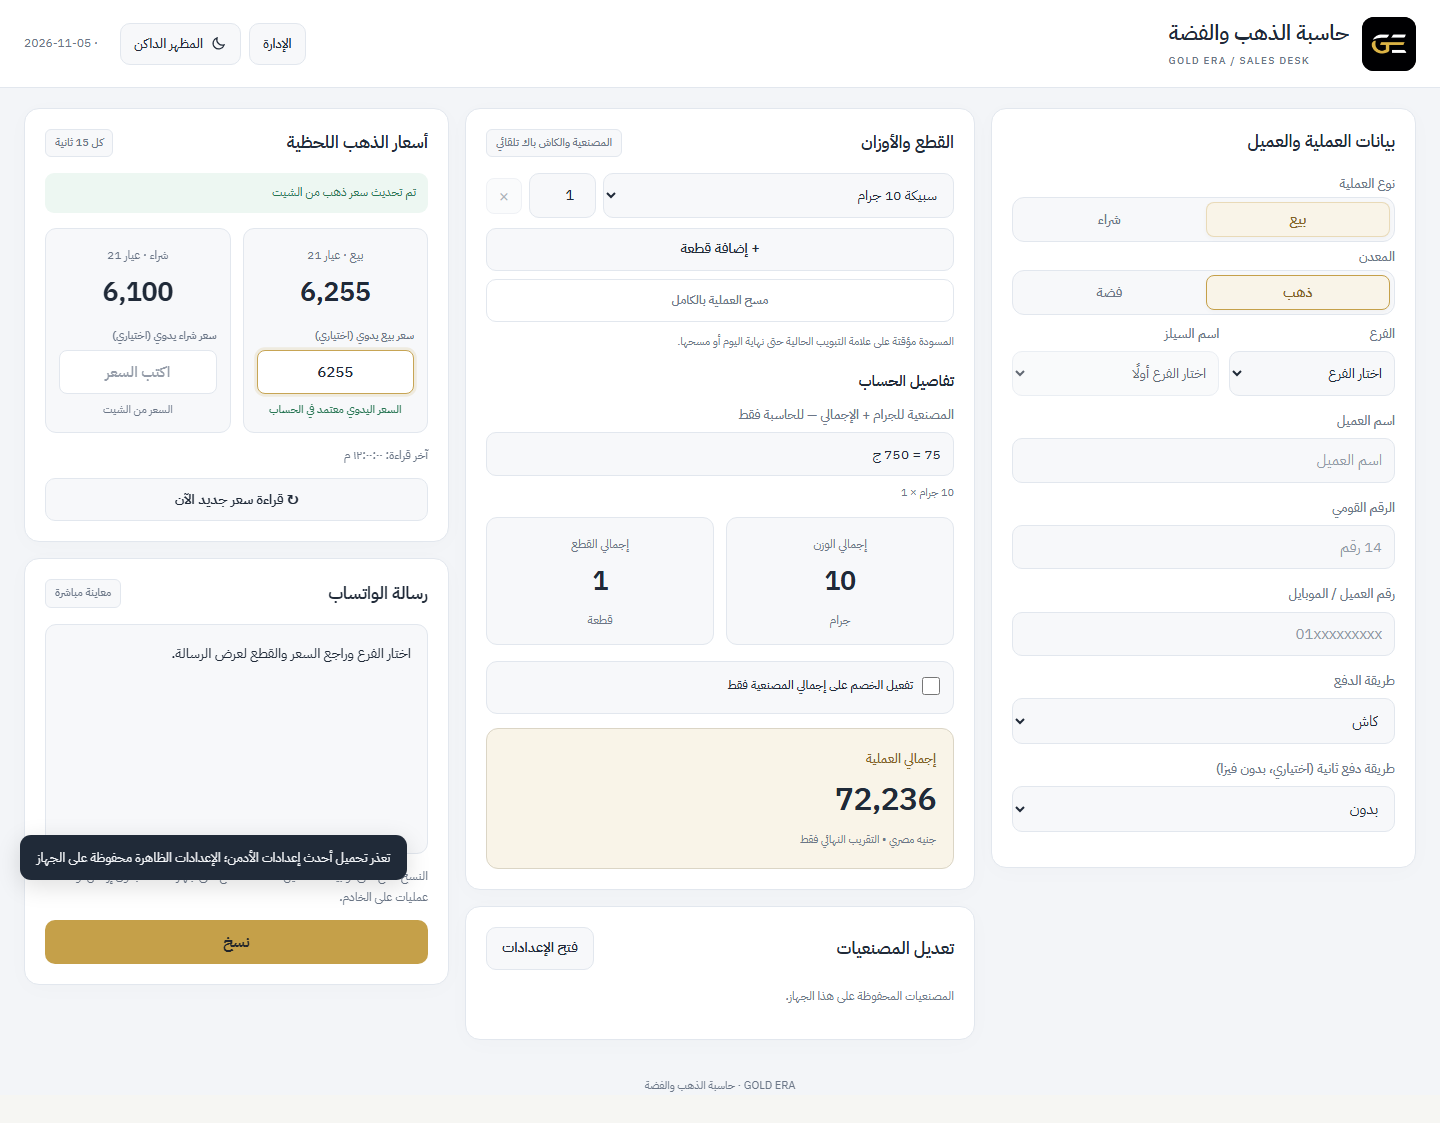 حاسبة الذهب والفضة
GOLD ERA / SALES DESK
الإدارة
المظهر الداكن
· 2026-11-05
بيانات العملية والعميل
نوع العملية
بيع
شراء
المعدن
ذهب
فضة
الفرع
اسم السيلز
اختار الفرع
اختار الفرع أولًا
اسم العميل
اسم العميل
الرقم القومي
14 رقم
رقم العميل / الموبايل
01xxxxxxxxx
طريقة الدفع
كاش
طريقة دفع ثانية (اختياري، بدون فيزا)
بدون
القطع والأوزان
المصنعية والكاش باك تلقائي
سبيكة 10 جرام
1
×
+ إضافة قطعة
مسح العملية بالكامل
المسودة مؤقتة على علامة التبويب الحالية حتى نهاية اليوم أو مسحها.
تفاصيل الحساب
المصنعية للجرام + الإجمالي — للحاسبة فقط
75 = 750 ج
10 جرام × 1
إجمالي الوزن
10
جرام
إجمالي القطع
1
قطعة
تفعيل الخصم على إجمالي المصنعية فقط
إجمالي العملية
72,236
جنيه مصري • التقريب النهائي فقط
تعديل المصنعيات
فتح الإعدادات
المصنعيات المحفوظة على هذا الجهاز.
أسعار الذهب اللحظية
كل 15 ثانية
تم تحديث سعر ذهب من الشيت
بيع · عيار 21
6,255
سعر بيع يدوي (اختياري)
6255
السعر اليدوي معتمد في الحساب
شراء · عيار 21
6,100
سعر شراء يدوي (اختياري)
اكتب السعر
السعر من الشيت
آخر قراءة: ١٢:٠٠:٠٠ م
↻ قراءة سعر جديد الآن
رسالة الواتساب
معاينة مباشرة
اختار الفرع وراجع السعر والقطع لعرض الرسالة.
تعذر تحميل أحدث إعدادات الأدمن؛ الإعدادات الظاهرة محفوظة على الجهاز
عمليات على الخادم.
نسخ
GOLD ERA · حاسبة الذهب والفضة